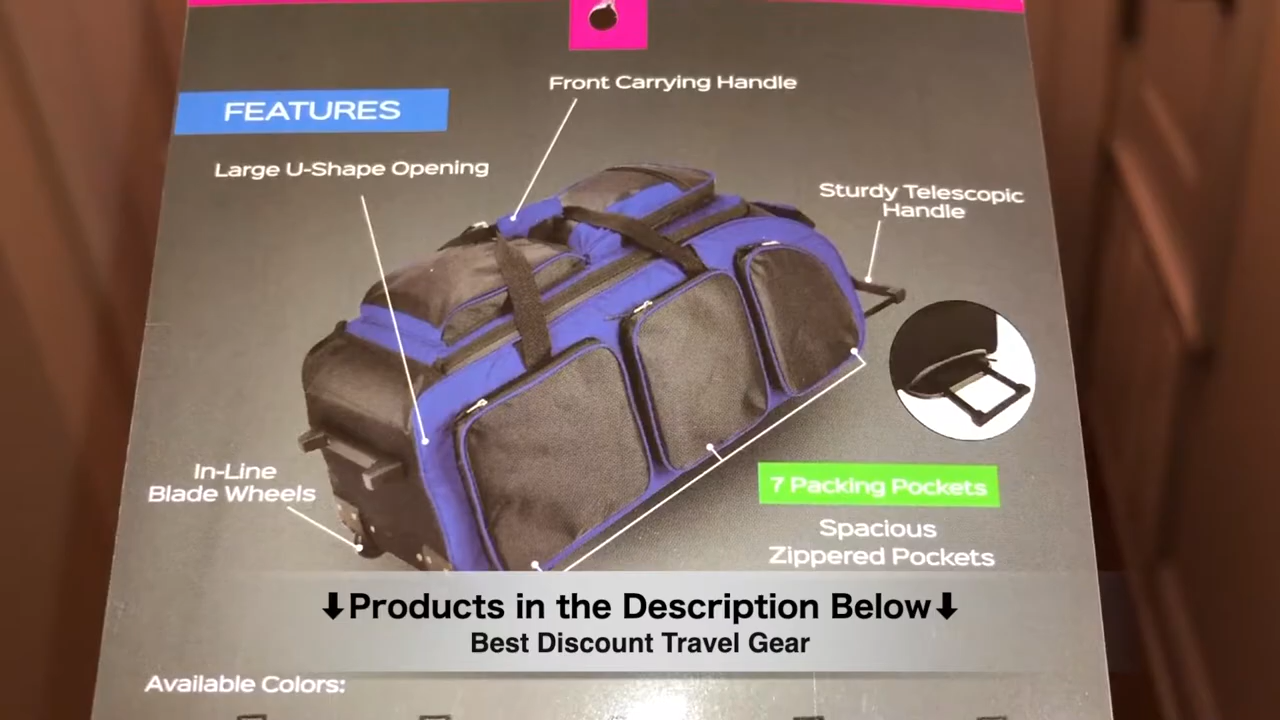 Front Carrying Handle
FEATURES
Large U-Shape Opening
Sturdy Telescopic
Handle
In-Line
Blade Wheels
7 Packing Pockets
Spacious
Zippered Pockets
⬇Products in the Description Below⬇
Best Discount Travel Gear
Available Colors: